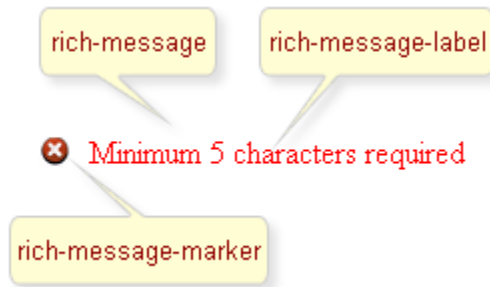 rich-message
rich-message-label
Minimum 5 characters required
rich-message-marker